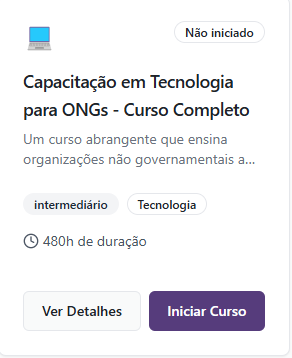 Não iniciado
Capacitação em Tecnologia
para ONGs - Curso Completo
Um curso abrangente que ensina
organizações não governamentais a...
intermediário
Tecnologia
480h de duração
Ver Detalhes
Iniciar Curso